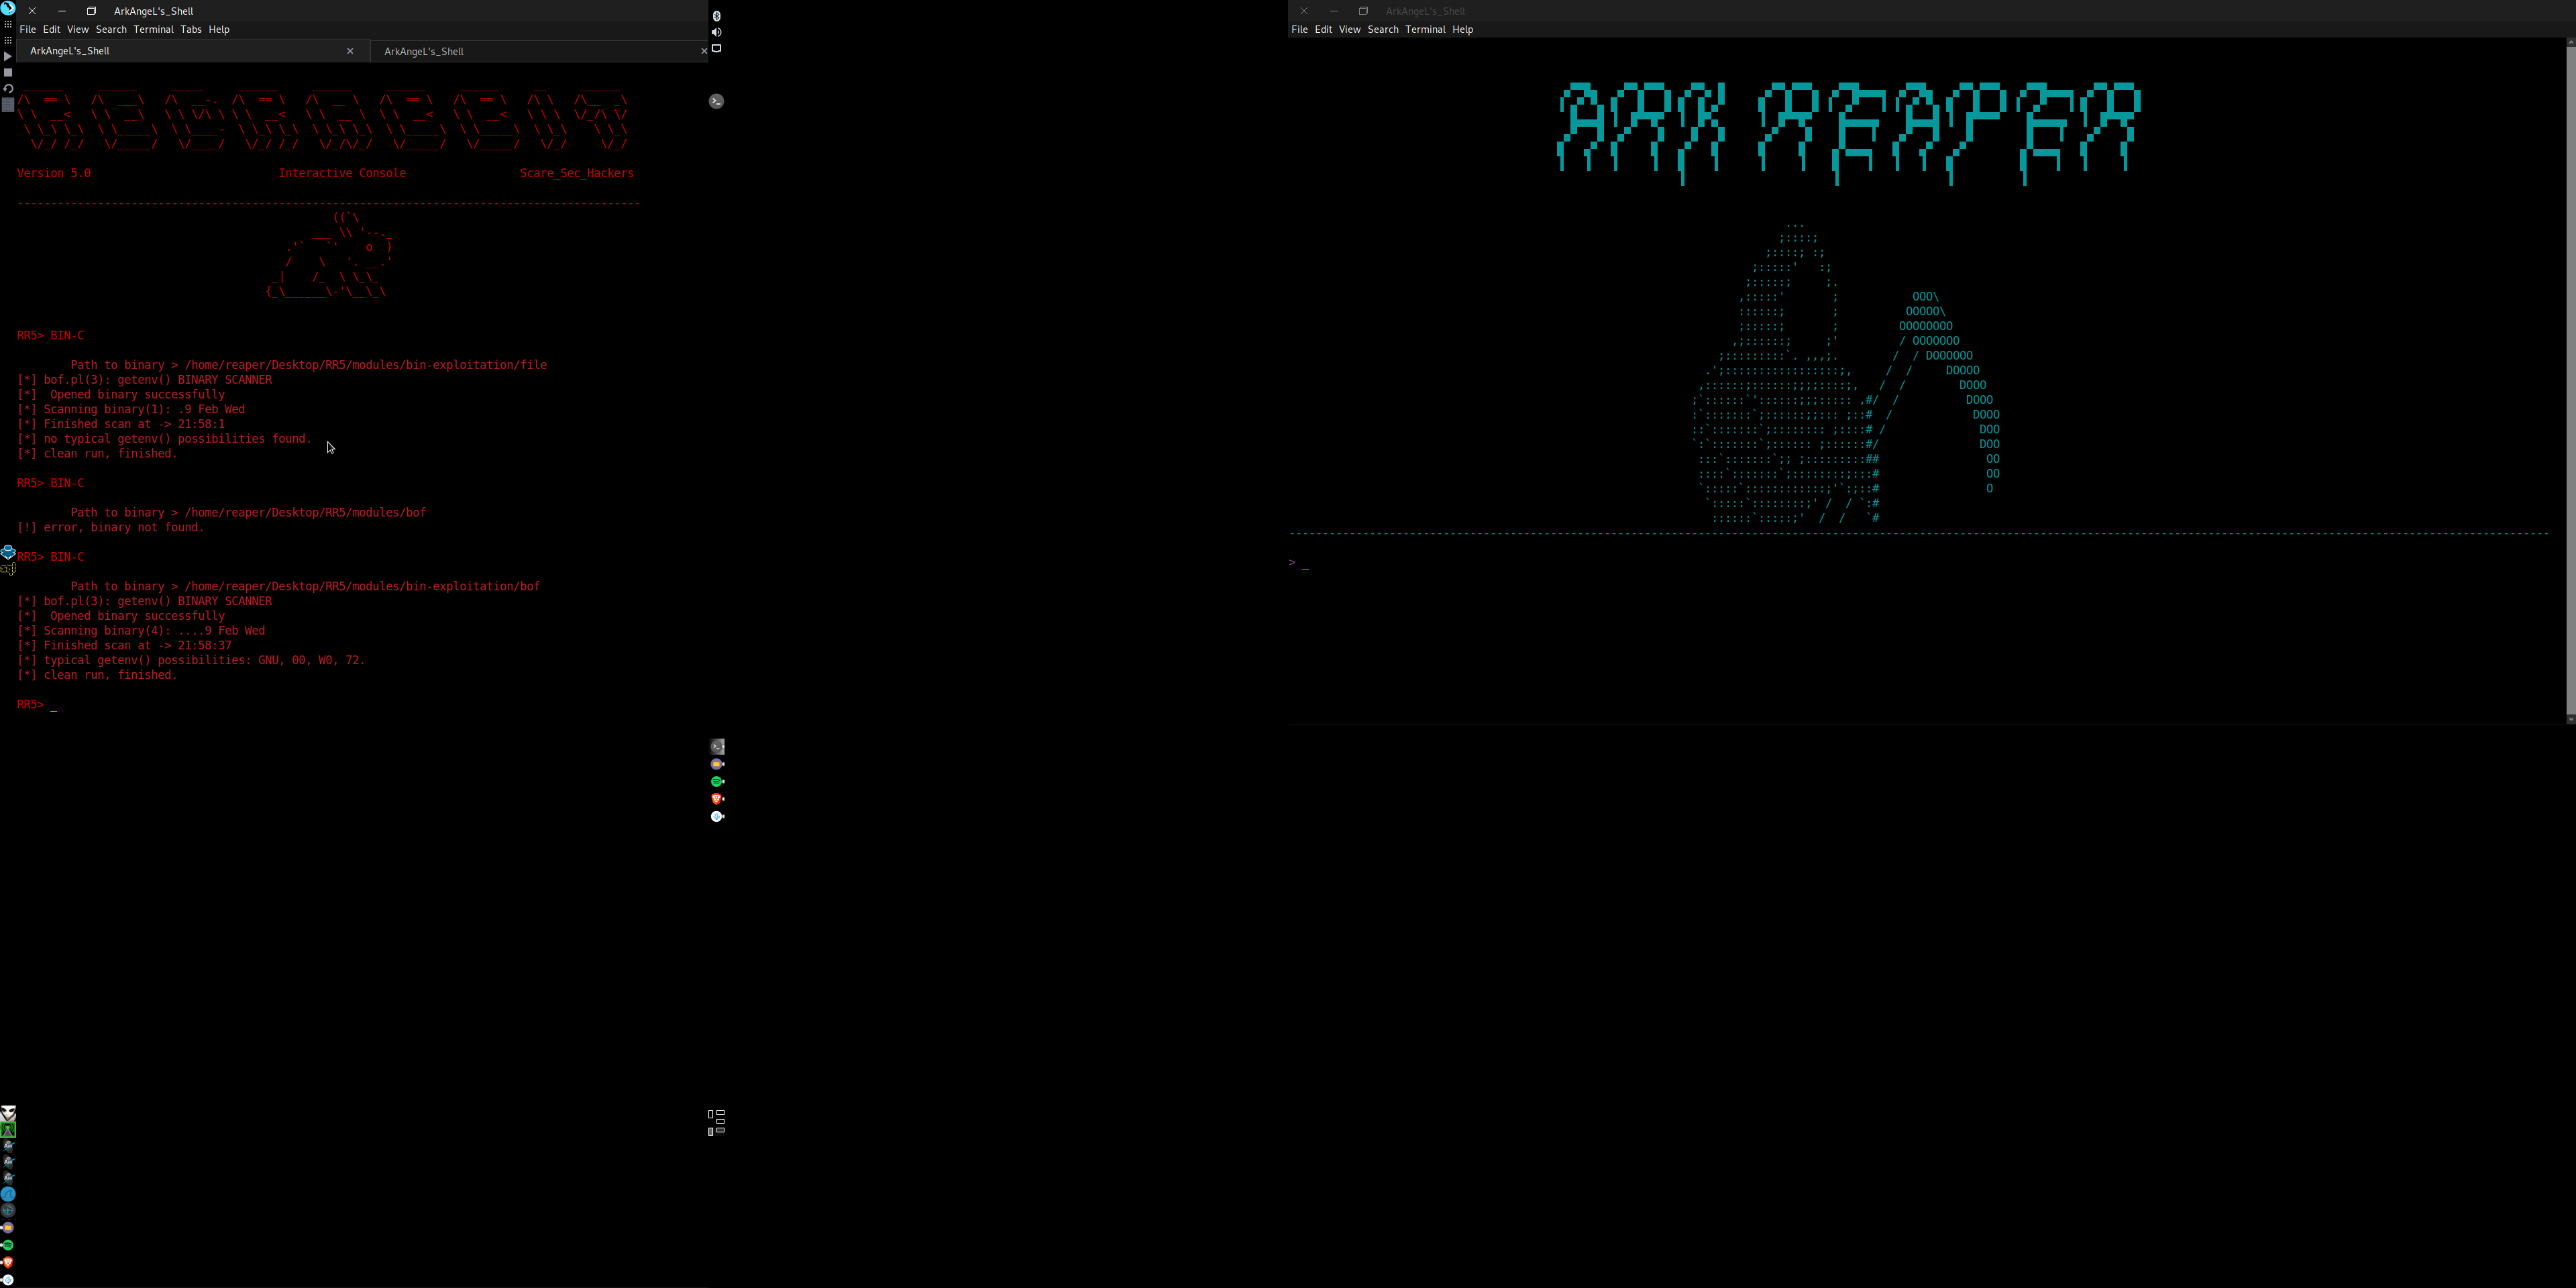 ArkAngeL's_Shell
File Edit View Search Terminal Tabs Help
ArkAngeL's_Shell
ArkAngeL's_Shell
REDRABBIT
Version 5.0 Interactive Console Scare_Sec_Hackers
RR5> BIN-C
Path to binary > /home/reaper/Desktop/RR5/modules/bin-exploitation/file
[*] bof.pl(3): getenv() BINARY SCANNER
[*]  Opened binary successfully
[*] Scanning binary(1): .9 Feb Wed
[*] Finished scan at -> 21:58:1
[*] no typical getenv() possibilities found.
[*] clean run, finished.
RR5> BIN-C
Path to binary > /home/reaper/Desktop/RR5/modules/bof
[!] error, binary not found.
RR5> BIN-C
Path to binary > /home/reaper/Desktop/RR5/modules/bin-exploitation/bof
[*] bof.pl(3): getenv() BINARY SCANNER
[*]  Opened binary successfully
[*] Scanning binary(4): ....9 Feb Wed
[*] Finished scan at -> 21:58:37
[*] typical getenv() possibilities: GNU, 00, W0, 72.
[*] clean run, finished.
RR5> _
ArkAngeL's_Shell
File Edit View Search Terminal Help
ARK REAPER
> _